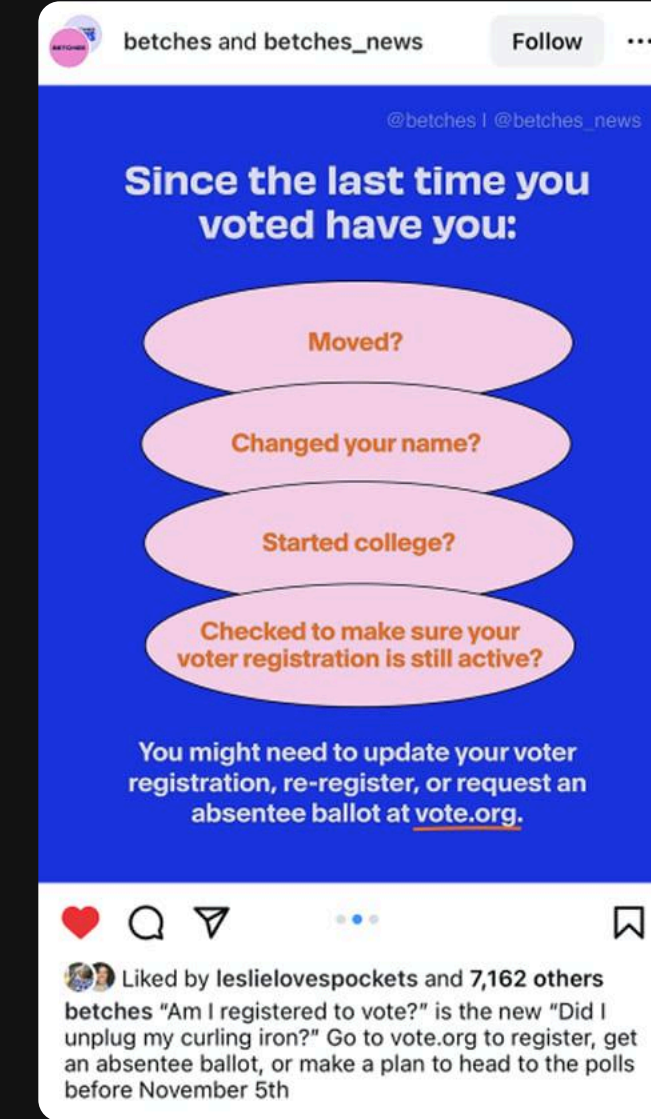 BETCHES
betches and betches_news
Follow
@betches | @betches_news
Since the last time you
voted have you:
Moved?
Changed your name?
Started college?
Checked to make sure your
voter registration is still active?
You might need to update your voter
registration, re-register, or request an
absentee ballot at vote.org.
Liked by leslielovespockets and 7,162 others
betches “Am I registered to vote?” is the new “Did I
unplug my curling iron?” Go to vote.org to register, get
an absentee ballot, or make a plan to head to the polls
before November 5th